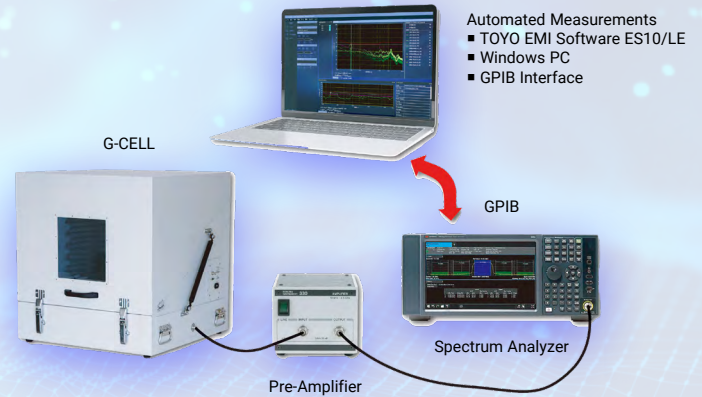 Automated Measurements
▪ TOYO EMI Software ES10/LE
▪ Windows PC
▪ GPIB Interface
G-CELL
GPIB
Spectrum Analyzer
Pre-Amplifier